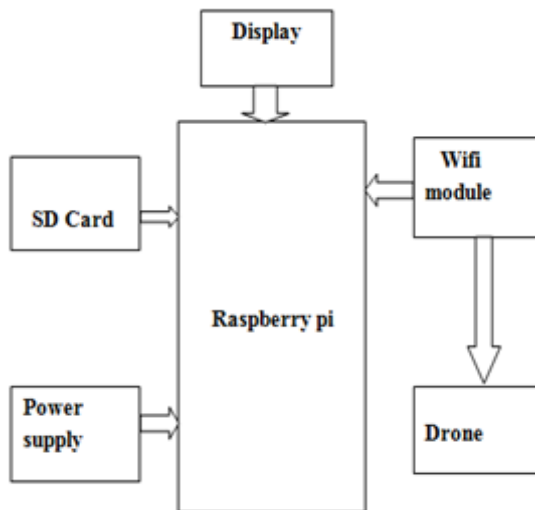 Display
Wifi
module
SD Card
Raspberry pi
Power
supply
Drone